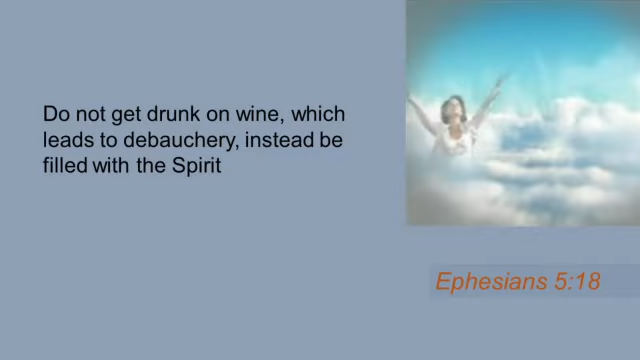 Do not get drunk on wine, which
leads to debauchery, instead be
filled with the Spirit
Ephesians 5:18